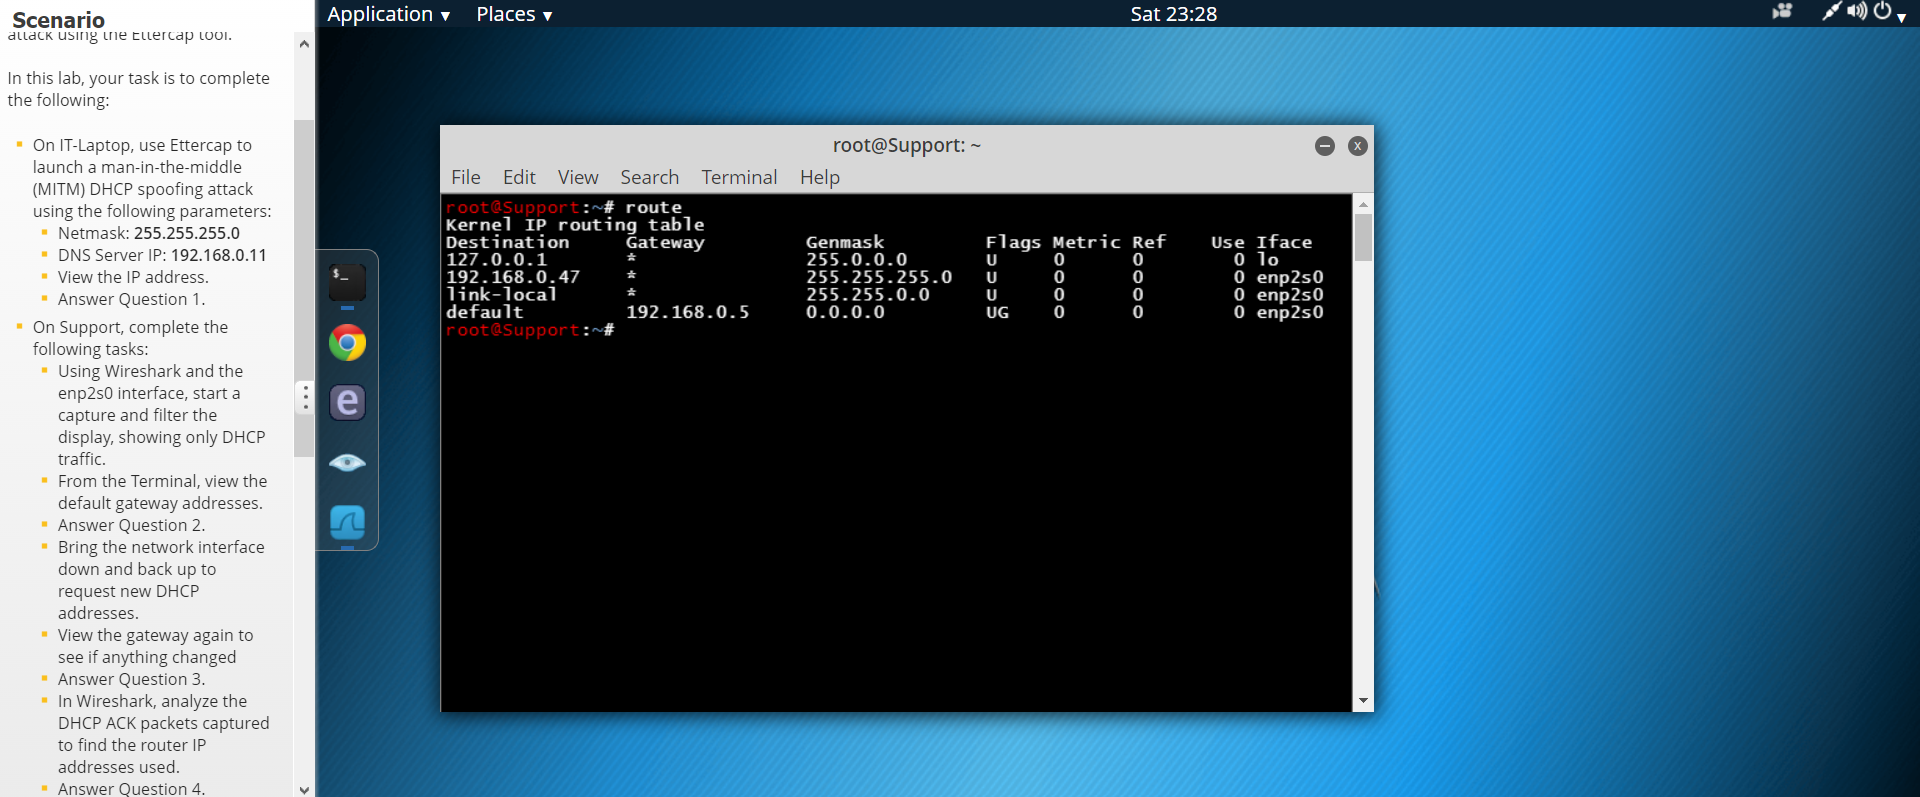 Scenario
attack using the Ettercap tool.
In this lab, your task is to complete
the following:
On IT-Laptop, use Ettercap to
launch a man-in-the-middle
(MITM) DHCP spoofing attack
using the following parameters:
Netmask: 255.255.255.0
DNS Server IP: 192.168.0.11
View the IP address.
Answer Question 1.
On Support, complete the
following tasks:
Using Wireshark and the
enp2s0 interface, start a
capture and filter the
display, showing only DHCP
traffic.
From the Terminal, view the
default gateway addresses.
Answer Question 2.
Bring the network interface
down and back up to
request new DHCP
addresses.
View the gateway again to
see if anything changed
Answer Question 3.
In Wireshark, analyze the
DHCP ACK packets captured
to find the router IP
addresses used.
Answer Question 4.
Application ▾ Places ▾ Sat 23:28
root@Support: ~
File Edit View Search Terminal Help
root@Support:~# route
Kernel IP routing table
Destination Gateway Genmask Flags Metric Ref Use Iface
127.0.0.1 * 255.0.0.0 U 0 0 0 lo
192.168.0.47 * 255.255.255.0 U 0 0 0 enp2s0
link-local * 255.255.0.0 U 0 0 0 enp2s0
default 192.168.0.5 0.0.0.0 UG 0 0 0 enp2s0
root@Support:~#
$_
e